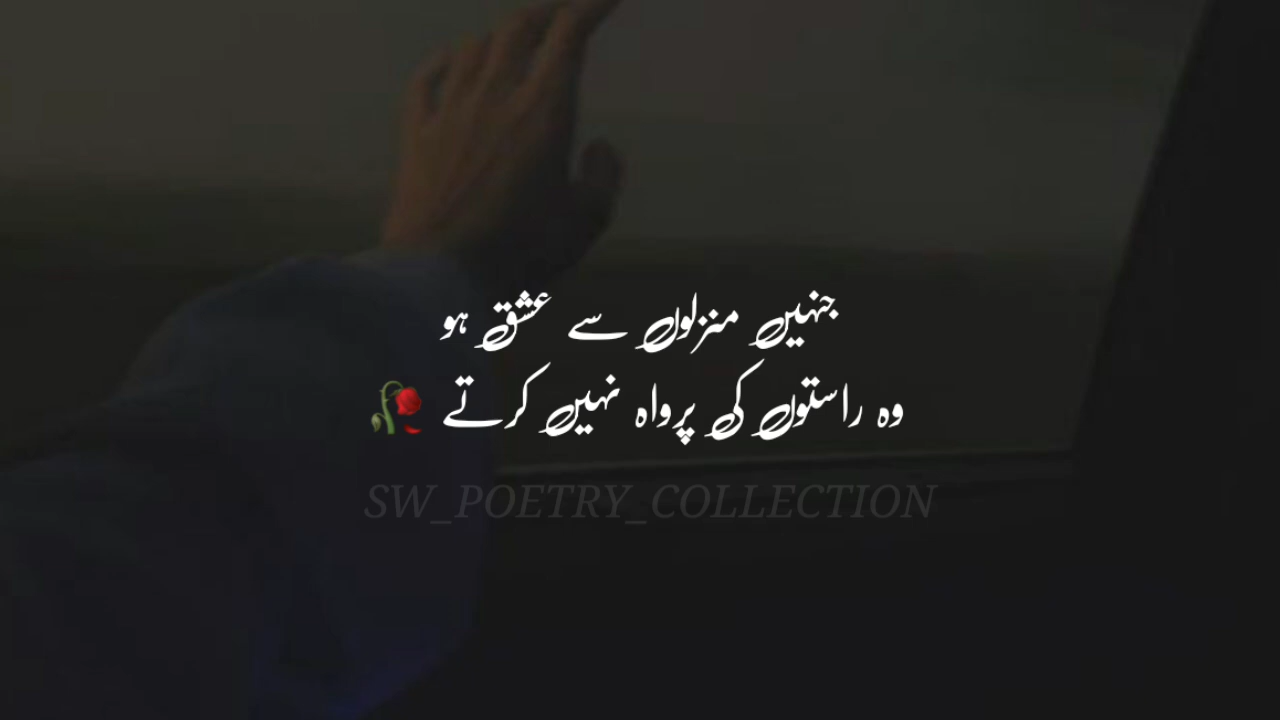 جنہیں منزلوں سے عشق ہو
وہ راستوں کی پرواہ نہیں کرتے 🥀
SW_POETRY_COLLECTION